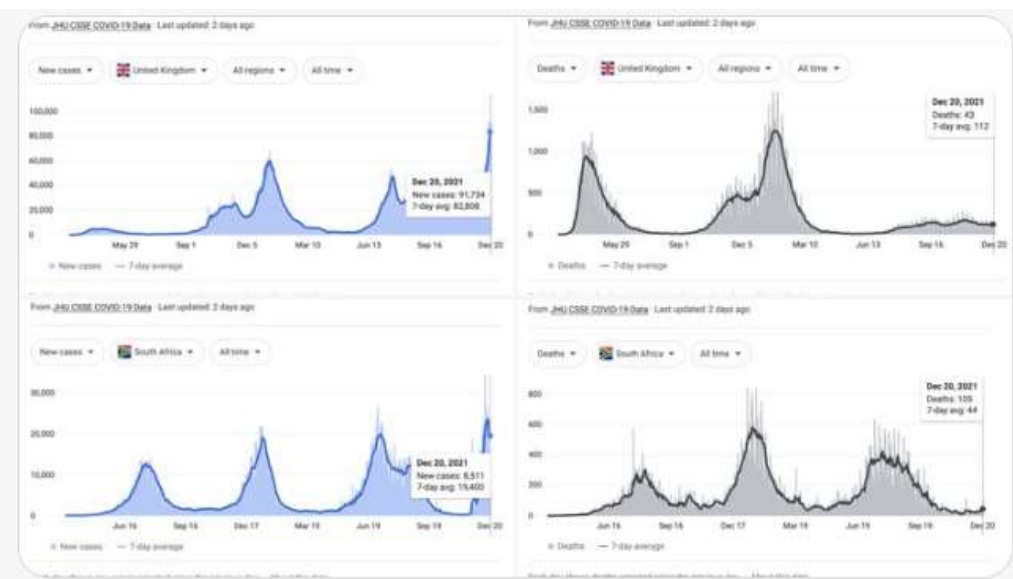 From JHU CSSE COVID-19 Data · Last updated: 2 days ago
New cases
United Kingdom
All regions
All time
100,000
80,000
60,000
40,000
20,000
0
Dec 20, 2021
New cases: 91,734
7-day avg: 82,808
May 29
Sep 1
Dec 5
Mar 10
Jun 13
Sep 16
Dec 20
New cases
7-day average
From JHU CSSE COVID-19 Data · Last updated: 2 days ago
Deaths
United Kingdom
All regions
All time
1,500
1,000
500
0
Dec 20, 2021
Deaths: 43
7-day avg: 112
May 29
Sep 1
Dec 5
Mar 10
Jun 13
Sep 16
Dec 20
Deaths
7-day average
From JHU CSSE COVID-19 Data · Last updated: 2 days ago
New cases
South Africa
All time
30,000
20,000
10,000
0
Dec 20, 2021
New cases: 8,511
7-day avg: 19,400
Jun 16
Sep 16
Dec 17
Mar 19
Jun 19
Sep 19
Dec 20
New cases
7-day average
From JHU CSSE COVID-19 Data · Last updated: 2 days ago
Deaths
South Africa
All time
800
600
400
200
0
Dec 20, 2021
Deaths: 105
7-day avg: 44
Jun 16
Sep 16
Dec 17
Mar 19
Jun 19
Sep 19
Dec 20
Deaths
7-day average